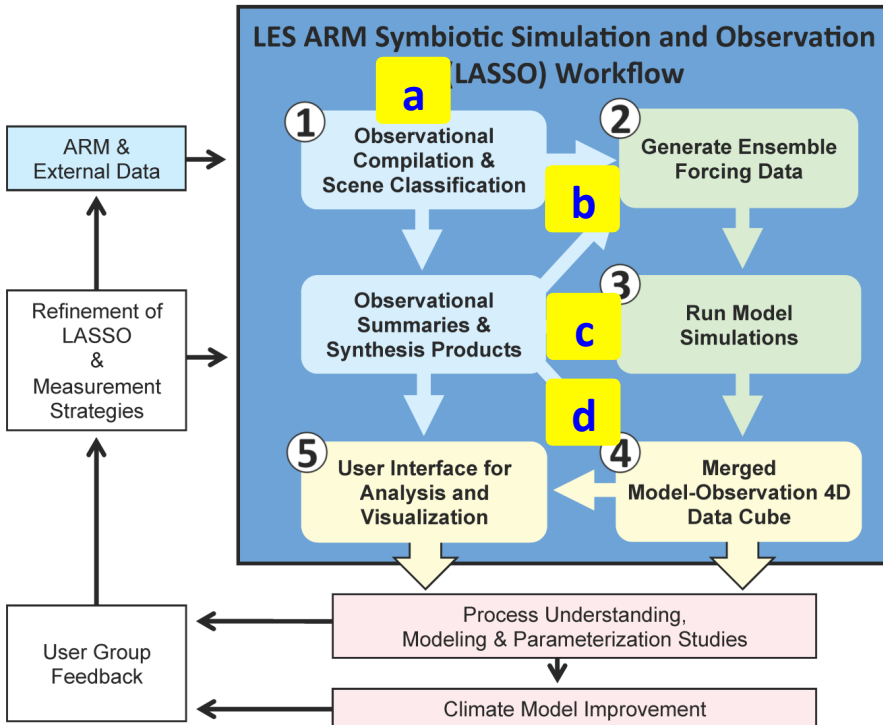 LES ARM Symbiotic Simulation and Observation
(LASSO) Workflow
a
1
Observational
Compilation &
Scene Classification
2
Generate Ensemble
Forcing Data
ARM &
External Data
b
Observational
Summaries &
Synthesis Products
c
3
Run Model
Simulations
Refinement of
LASSO
&
Measurement
Strategies
d
5
User Interface for
Analysis and
Visualization
4
Merged
Model-Observation 4D
Data Cube
Process Understanding,
Modeling & Parameterization Studies
User Group
Feedback
Climate Model Improvement